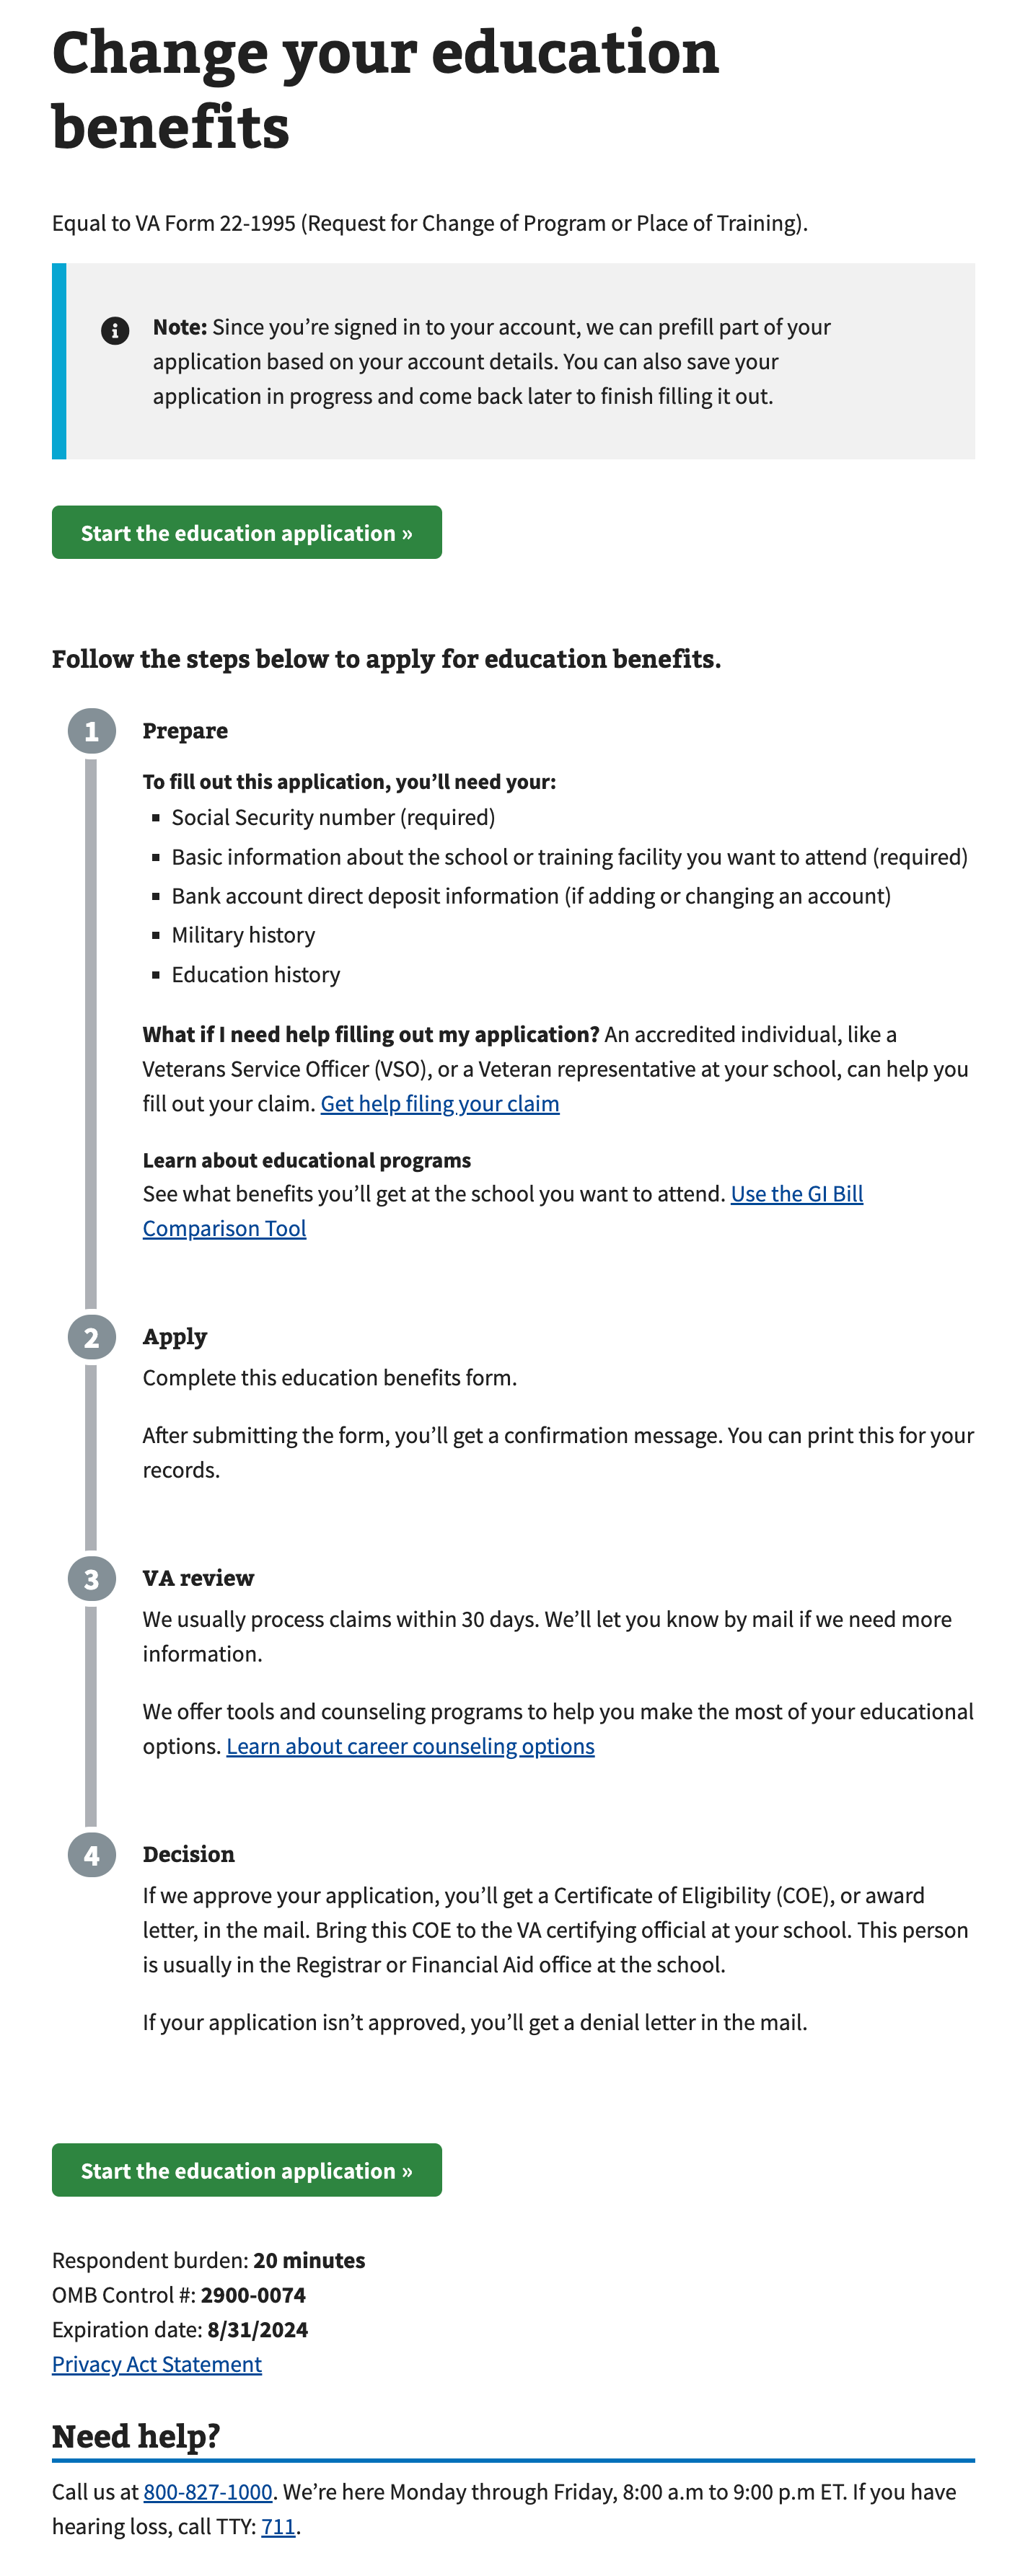 Change your education
benefits
Equal to VA Form 22-1995 (Request for Change of Program or Place of Training).
Note: Since you’re signed in to your account, we can prefill part of your
application based on your account details. You can also save your
application in progress and come back later to finish filling it out.
Start the education application »
Follow the steps below to apply for education benefits.
1 Prepare
To fill out this application, you’ll need your:
▪ Social Security number (required)
▪ Basic information about the school or training facility you want to attend (required)
▪ Bank account direct deposit information (if adding or changing an account)
▪ Military history
▪ Education history
What if I need help filling out my application? An accredited individual, like a
Veterans Service Officer (VSO), or a Veteran representative at your school, can help you
fill out your claim. Get help filing your claim
Learn about educational programs
See what benefits you’ll get at the school you want to attend. Use the GI Bill
Comparison Tool
2 Apply
Complete this education benefits form.
After submitting the form, you’ll get a confirmation message. You can print this for your
records.
3 VA review
We usually process claims within 30 days. We’ll let you know by mail if we need more
information.
We offer tools and counseling programs to help you make the most of your educational
options. Learn about career counseling options
4 Decision
If we approve your application, you’ll get a Certificate of Eligibility (COE), or award
letter, in the mail. Bring this COE to the VA certifying official at your school. This person
is usually in the Registrar or Financial Aid office at the school.
If your application isn’t approved, you’ll get a denial letter in the mail.
Start the education application »
Respondent burden: 20 minutes
OMB Control #: 2900-0074
Expiration date: 8/31/2024
Privacy Act Statement
Need help?
Call us at 800-827-1000. We’re here Monday through Friday, 8:00 a.m to 9:00 p.m ET. If you have
hearing loss, call TTY: 711.